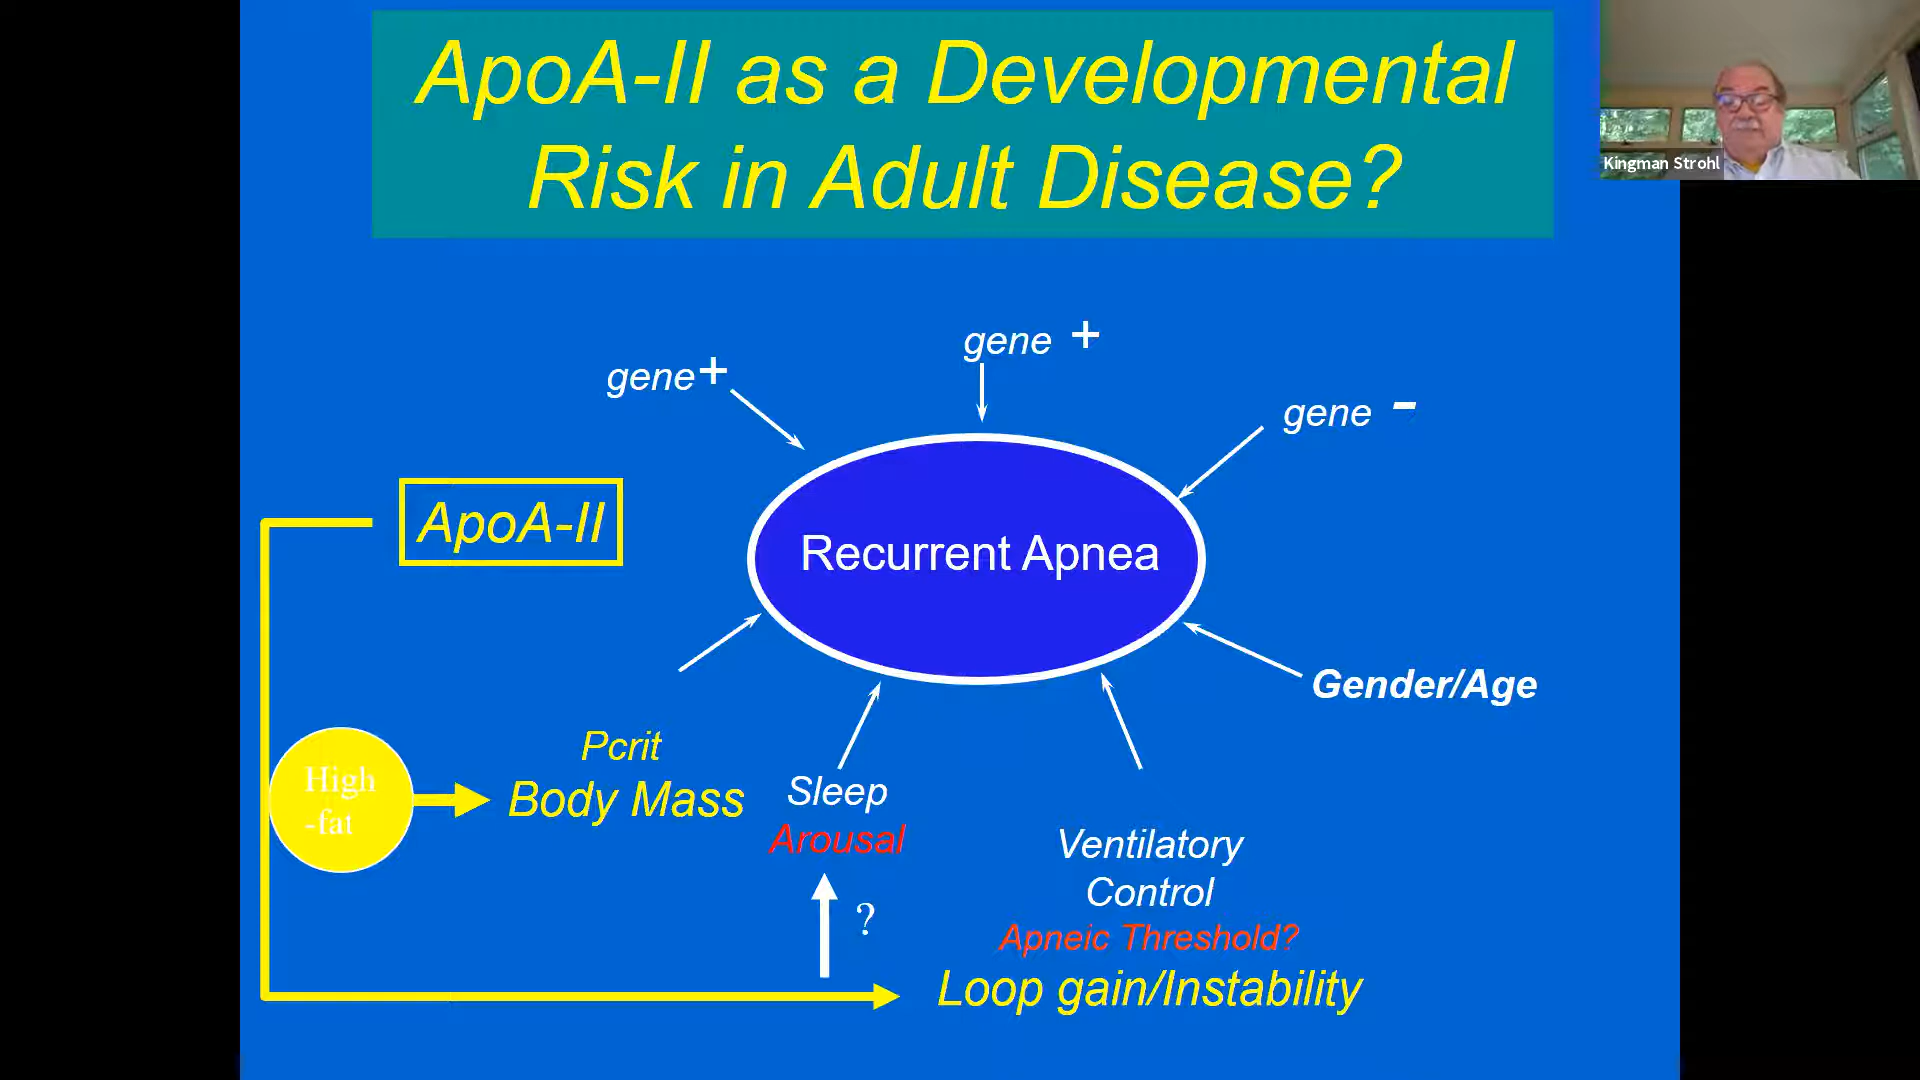 ApoA-II as a Developmental
Risk in Adult Disease?
Kingman Strohl
gene +
gene+
gene -
ApoA-II
Recurrent Apnea
Gender/Age
Pcrit
Body Mass
High
-fat
Sleep
Arousal
?
Ventilatory
Control
Apneic Threshold?
Loop gain/Instability